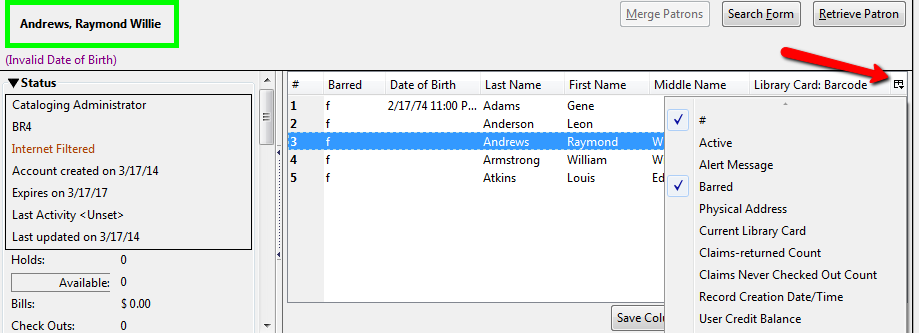 Andrews, Raymond Willie
Merge Patrons Search Form Retrieve Patron
(Invalid Date of Birth)
Status
Cataloging Administrator
BR4
Internet Filtered
Account created on 3/17/14
Expires on 3/17/17
Last Activity <Unset>
Last updated on 3/17/14
Holds: 0
Available: 0
Bills: $ 0.00
Check Outs: 0
# Barred Date of Birth Last Name First Name Middle Name Library Card: Barcode
1 f 2/17/74 11:00 P... Adams Gene
2 f Anderson Leon
3 f Andrews Raymond W
4 f Armstrong William W
5 f Atkins Louis Ed
Save Colu
#
Active
Alert Message
Barred
Physical Address
Current Library Card
Claims-returned Count
Claims Never Checked Out Count
Record Creation Date/Time
User Credit Balance